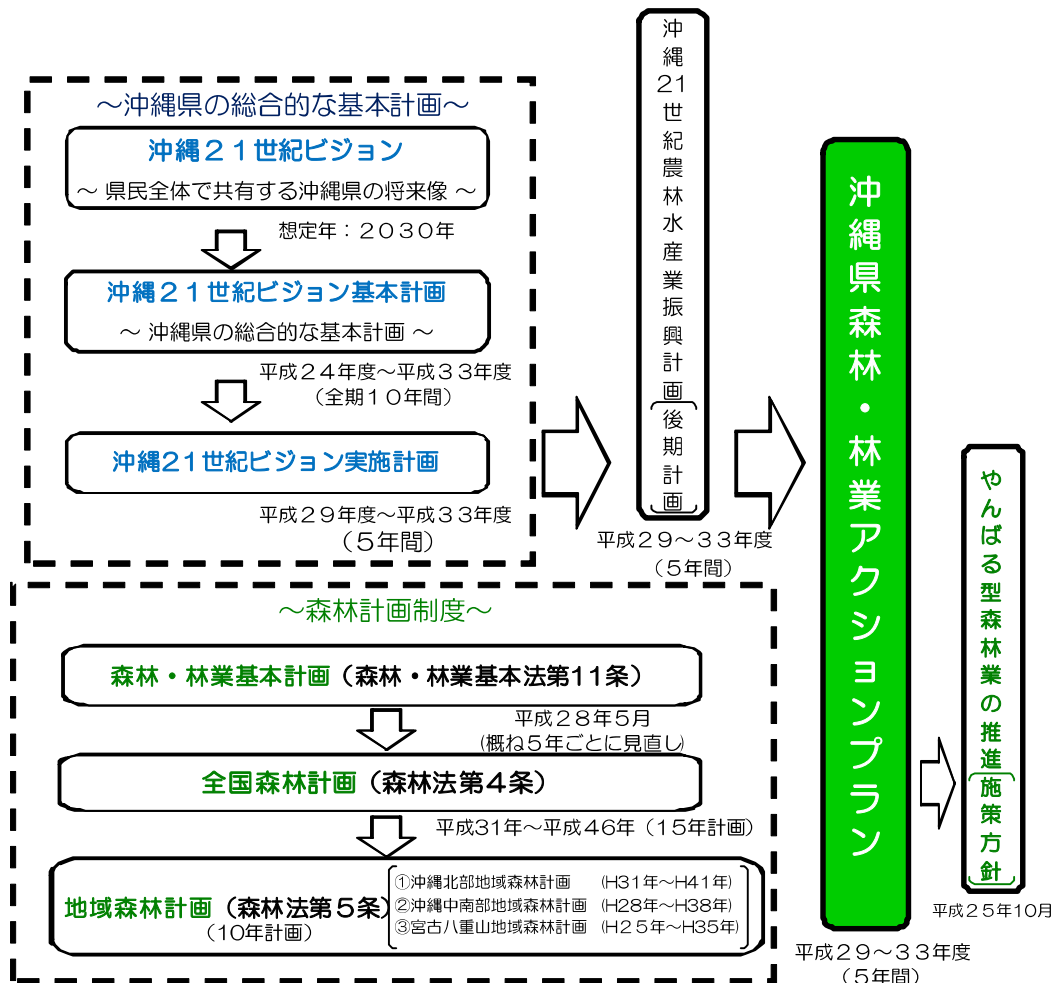 ～沖縄県の総合的な基本計画～
沖縄２１世紀ビジョン
～ 県民全体で共有する沖縄県の将来像 ～
想定年：２０３０年
沖縄２１世紀ビジョン基本計画
～ 沖縄県の総合的な基本計画 ～
平成２４年度～平成３３年度
（全期１０年間）
沖縄21世紀ビジョン実施計画
平成２９年度～平成３３年度
（５年間）
沖縄21世紀農林水産業振興計画（後期計画）
平成２９～３３年度
（５年間）
～森林計画制度～
森林・林業基本計画（森林・林業基本法第11条）
平成２８年５月
(概ね５年ごとに見直し)
全国森林計画（森林法第４条）
平成31年～平成４６年（15年計画）
地域森林計画（森林法第５条）
（10年計画）
①沖縄北部地域森林計画　（H31年～H41年）
②沖縄中南部地域森林計画　（H28年～H38年）
③宮古八重山地域森林計画　（H２５年～H35年）
沖縄県森林・林業アクションプラン
平成２９～３３年度
（５年間）
やんばる型森林業の推進（施策方針）
平成２５年10月